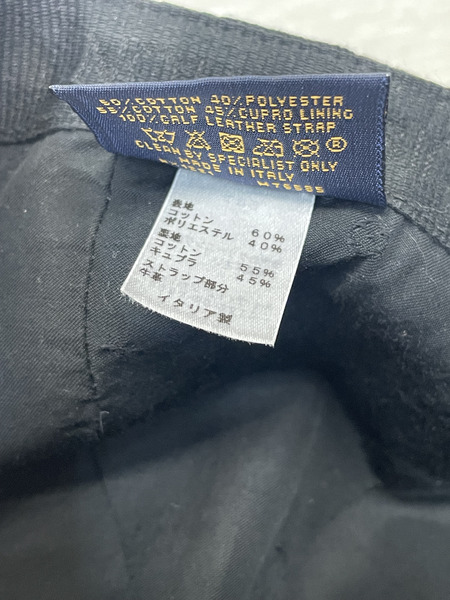 60% COTTON 40% POLYESTER
55% COTTON 45% CUPRO LINING
100% CALF LEATHER STRAP
CLEAN BY SPECIALIST ONLY
MADE IN ITALY
M76585
表地
コットン 60%
ポリエステル 40%
裏地
コットン 55%
キュプラ 45%
ストラップ部分
牛革
イタリア製